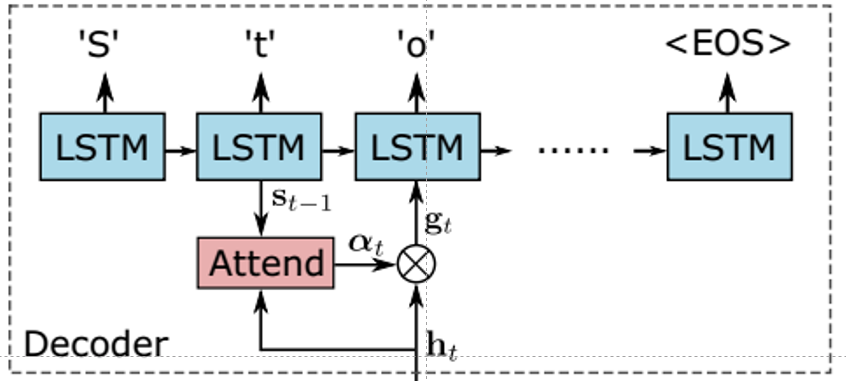 'S' 't' 'o' <EOS>
LSTM LSTM LSTM ...... LSTM
s_{t−1}
g_t
α_t
Attend
Decoder h_t